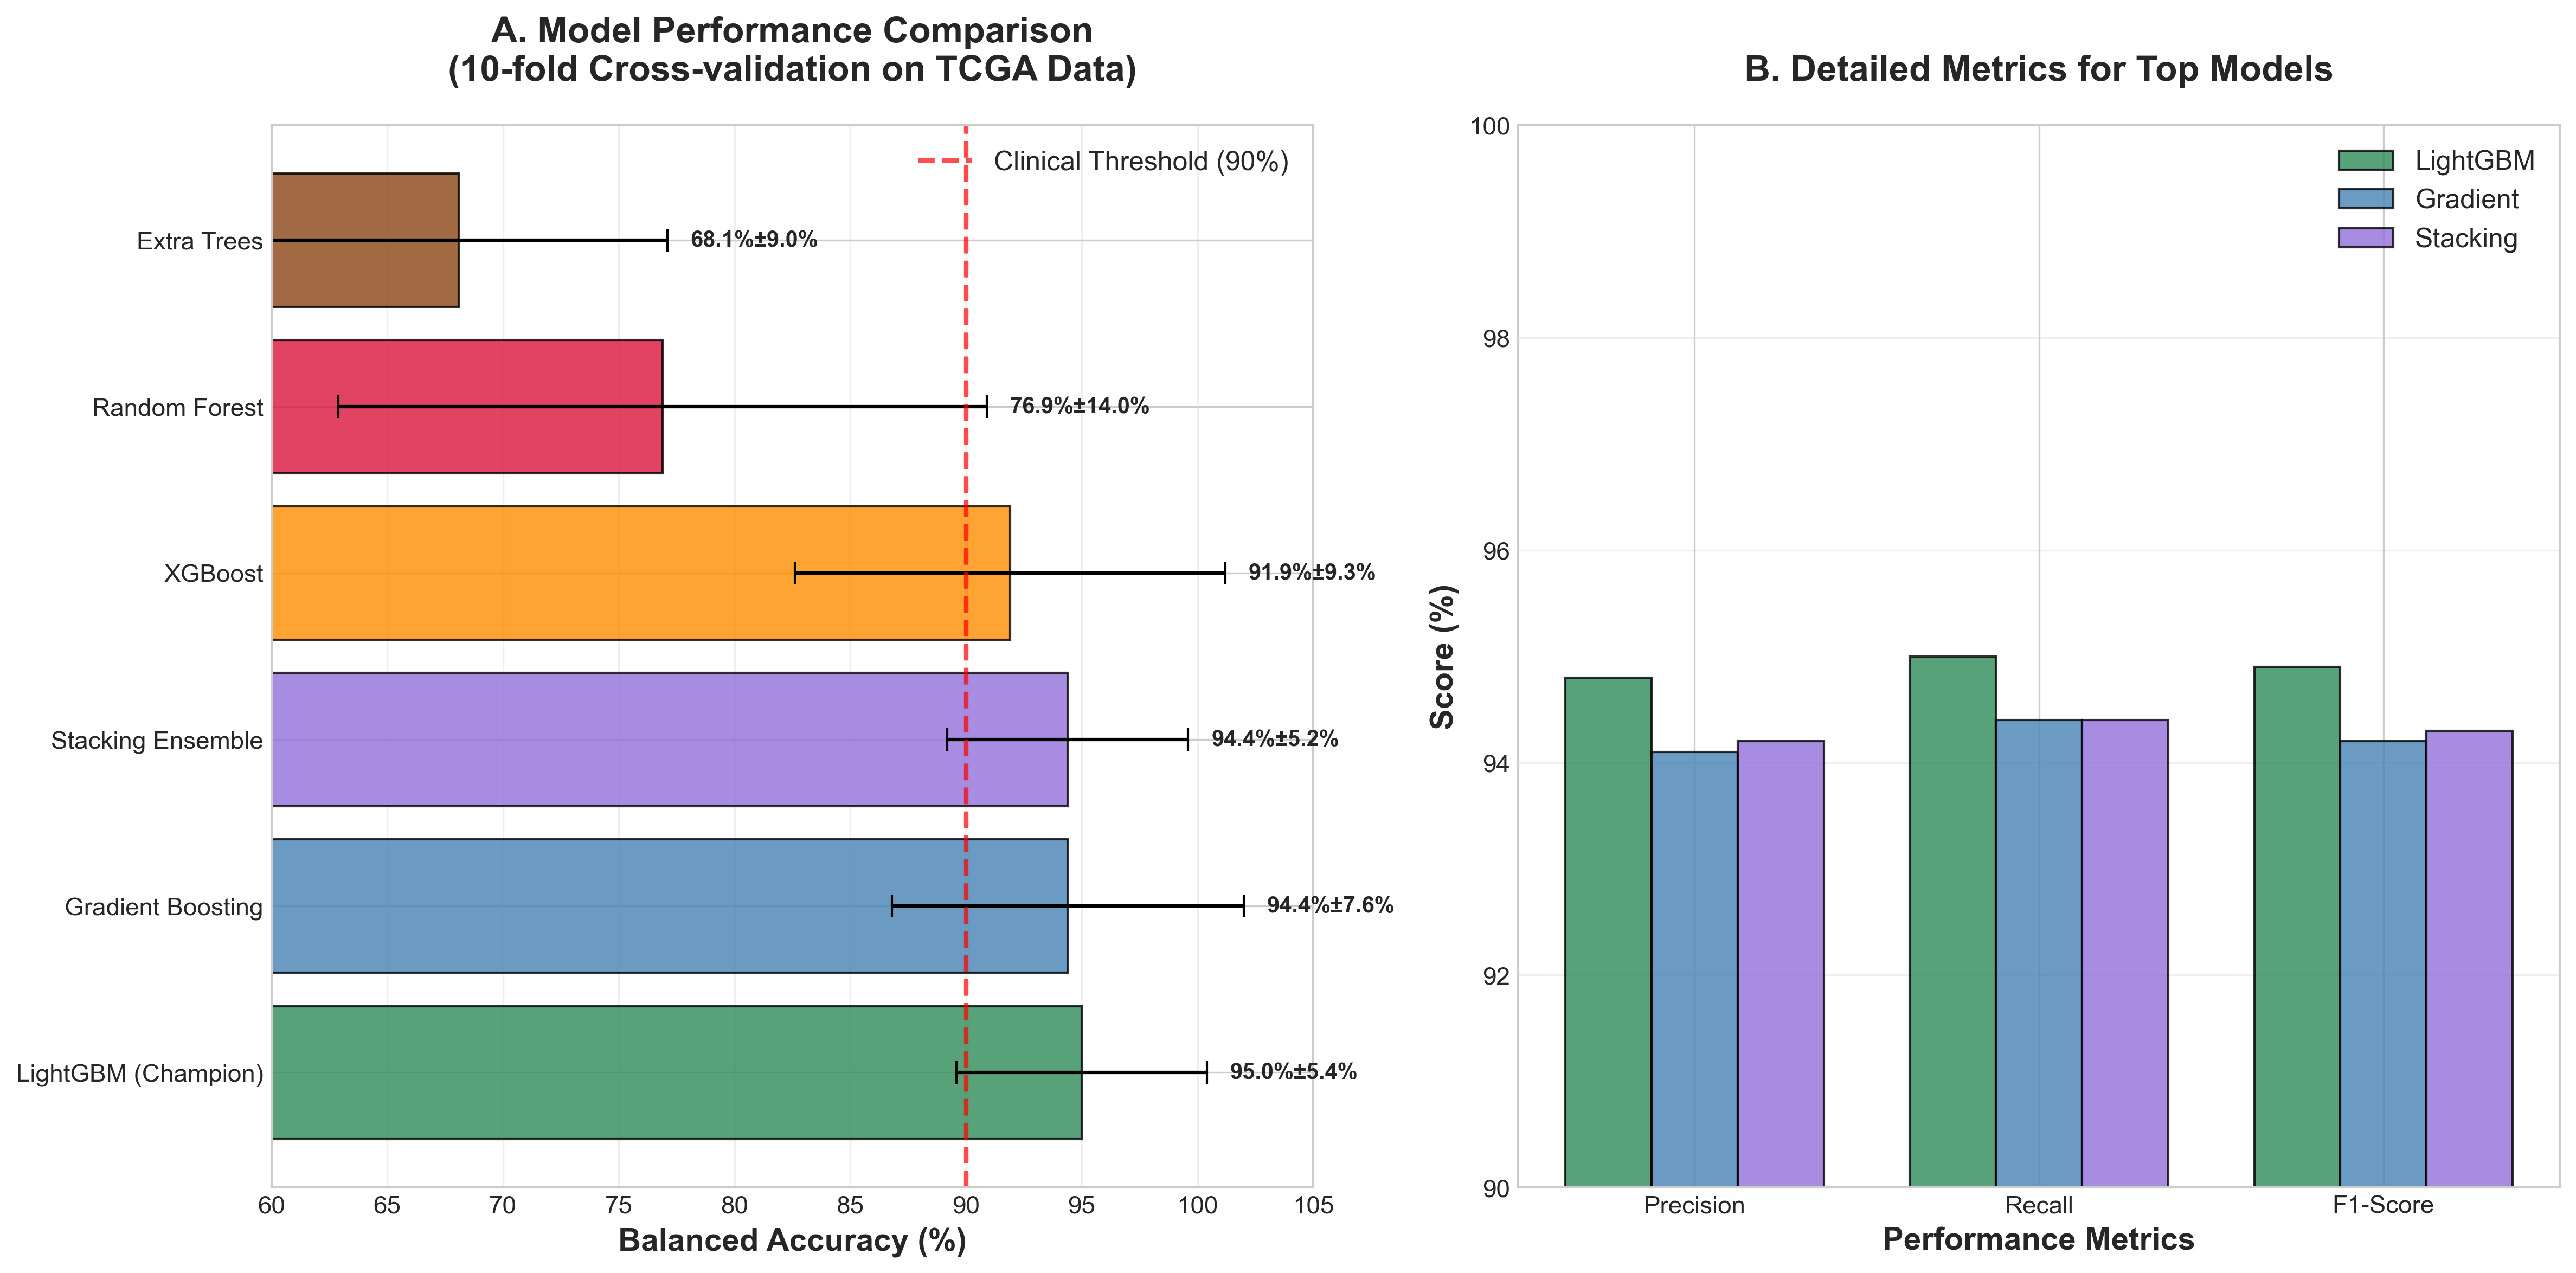 A. Model Performance Comparison
(10-fold Cross-validation on TCGA Data)
Clinical Threshold (90%)
Extra Trees
68.1%±9.0%
Random Forest
76.9%±14.0%
XGBoost
91.9%±9.3%
Stacking Ensemble
94.4%±5.2%
Gradient Boosting
94.4%±7.6%
LightGBM (Champion)
95.0%±5.4%
60 65 70 75 80 85 90 95 100 105
Balanced Accuracy (%)
B. Detailed Metrics for Top Models
LightGBM
Gradient
Stacking
100
98
96
94
92
90
Score (%)
Precision Recall F1-Score
Performance Metrics